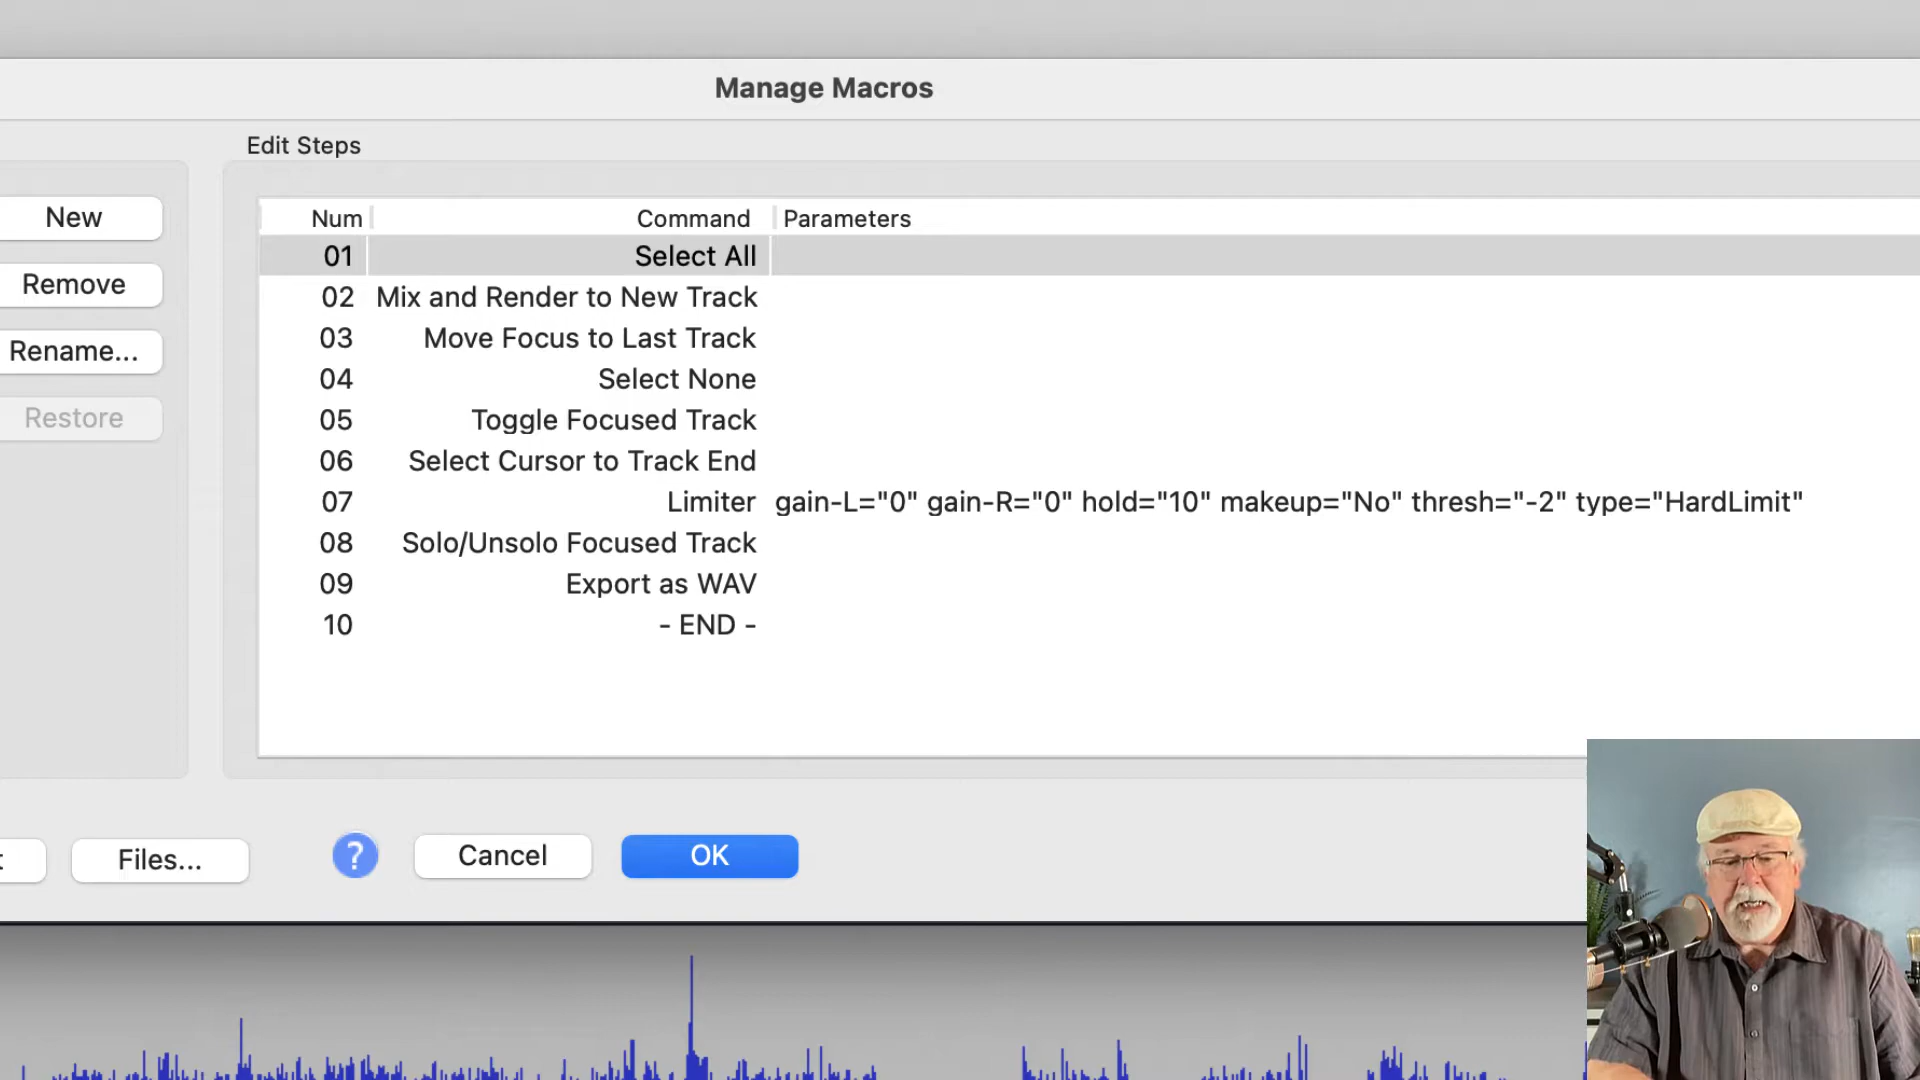 Manage Macros
Edit Steps
New
Remove
Rename...
Restore
Num Command Parameters
01 Select All
02 Mix and Render to New Track
03 Move Focus to Last Track
04 Select None
05 Toggle Focused Track
06 Select Cursor to Track End
07 Limiter gain-L="0" gain-R="0" hold="10" makeup="No" thresh="-2" type="HardLimit"
08 Solo/Unsolo Focused Track
09 Export as WAV
10 - END -
Files... ? Cancel OK